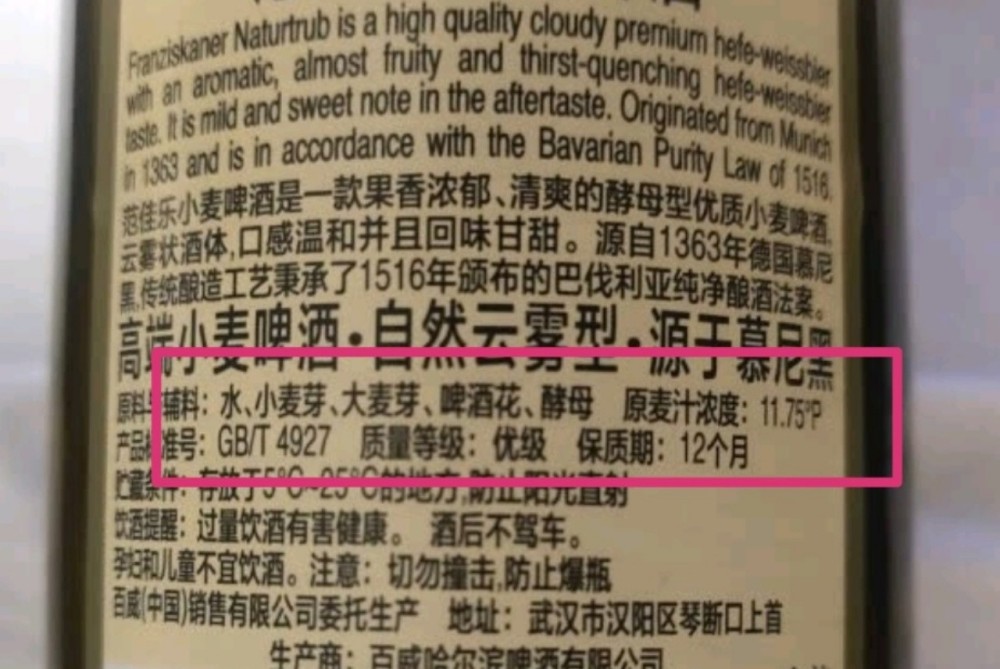 Franziskaner Naturtrub is a high quality cloudy premium hefe-weissbier
with an aromatic, almost fruity and thirst-quenching hefe-weissbier
taste. It is mild and sweet note in the aftertaste. Originated from Munich
in 1363 and is in accordance with the Bavarian Purity Law of 1516.
范佳乐小麦啤酒是一款果香浓郁、清爽的酵母型优质小麦啤酒,
云雾状酒体,口感温和并且回味甘甜。源自1363年德国慕尼
黑,传统酿造工艺秉承了1516年颁布的巴伐利亚纯净酿酒法案。
高端小麦啤酒·自然云雾型·源于慕尼黑
原料与辅料：水、小麦芽、大麦芽、啤酒花、酵母 原麦汁浓度：11.75°P
产品标准号：GB/T 4927 质量等级：优级 保质期：12个月
贮藏条件：存放于5°C~25°C的地方,防止阳光直射
饮酒提醒：过量饮酒有害健康。 酒后不驾车。
孕妇和儿童不宜饮酒。注意：切勿撞击,防止爆瓶
百威(中国)销售有限公司委托生产 地址：武汉市汉阳区琴断口上首
生产商：百威哈尔滨啤酒有限公司